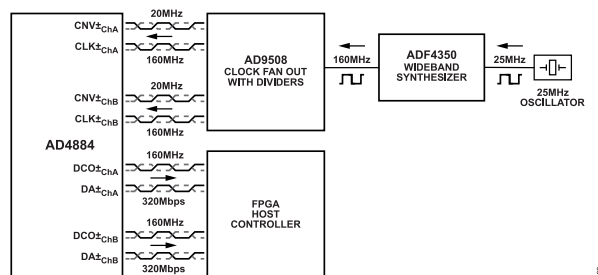 20MHz
CNV±ChA
CLK±ChA
160MHz
AD9508
CLOCK FAN OUT
WITH DIVIDERS
160MHz
ADF4350
WIDEBAND
SYNTHESIZER
25MHz
25MHz
OSCILLATOR
20MHz
CNV±ChB
CLK±ChB
160MHz
AD4884
160MHz
DCO±ChA
DA±ChA
320Mbps
FPGA
HOST
CONTROLLER
160MHz
DCO±ChB
DA±ChB
320Mbps